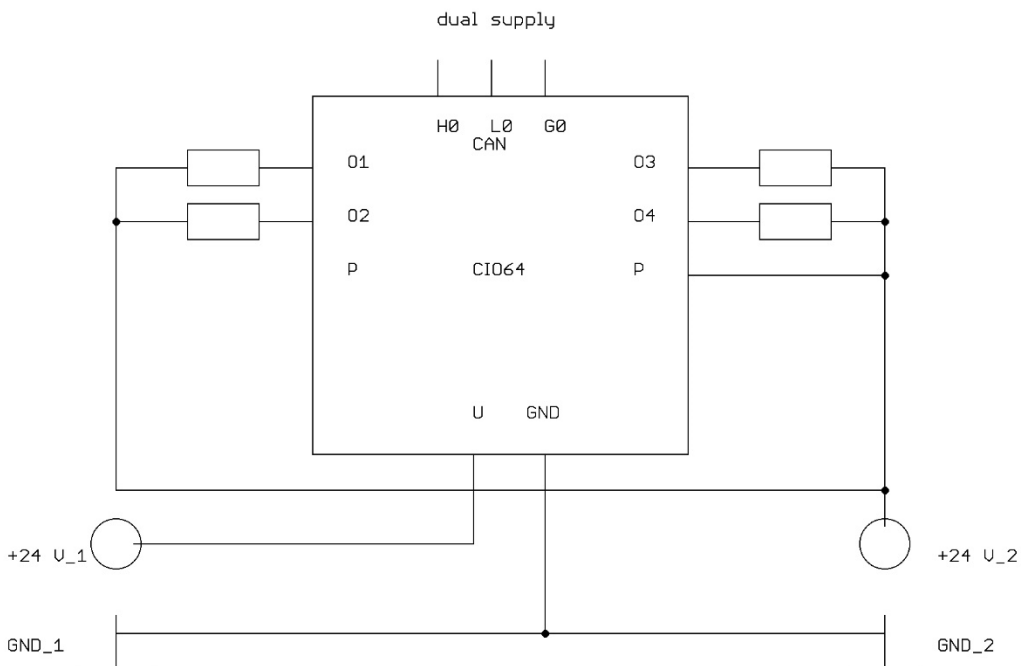 dual supply
H0 L0 G0
CAN
O1 O3
O2 O4
P CIO64 P
U GND
+24 V_1 +24 V_2
GND_1 GND_2